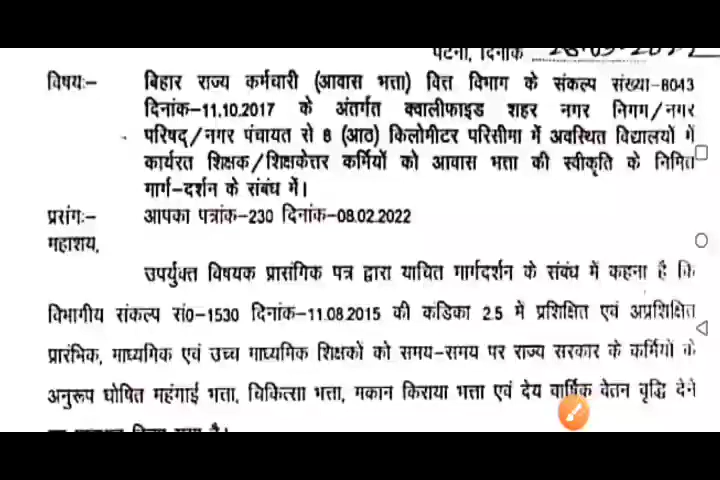 पटना, दिनांक
विषयः- बिहार राज्य कर्मचारी (आवास भत्ता) वित्त विभाग के संकल्प संख्या-8043
दिनांक-11.10.2017 के अंतर्गत क्वालीफाइड शहर नगर निगम/नगर
परिषद/नगर पंचायत से 8 (आठ) किलोमीटर परिसीमा में अवस्थित विद्यालयों में
कार्यरत शिक्षक/शिक्षकेत्तर कर्मियों को आवास भत्ता की स्वीकृति के निमित
मार्ग-दर्शन के संबंध में।
प्रसंगः- आपका पत्रांक-230 दिनांक-08.02.2022
महाशय,
उपर्युक्त विषयक प्रासंगिक पत्र द्वारा याचित मार्गदर्शन के संबंध में कहना है कि
विभागीय संकल्प सं0-1530 दिनांक-11.08.2015 की कंडिका 2.5 में प्रशिक्षित एवं अप्रशिक्षित
प्रारंभिक, माध्यमिक एवं उच्च माध्यमिक शिक्षकों को समय-समय पर राज्य सरकार के कर्मियों के
अनुरूप घोषित महंगाई भत्ता, चिकित्सा भत्ता, मकान किराया भत्ता एवं देय वार्षिक वेतन वृद्धि देने